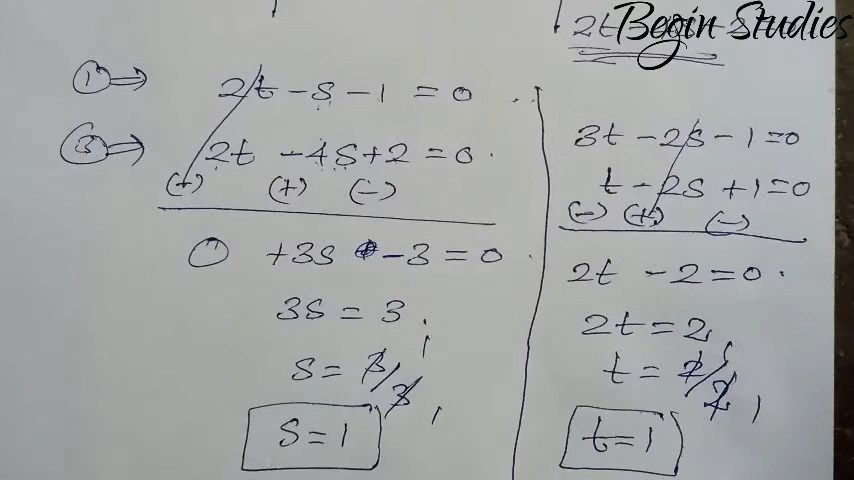 Begin Studies
① ⇒ 2t - s - 1 = 0
③ ⇒ 2t - 4s + 2 = 0
(+) (+) (-)
0 + 3s - 3 = 0
3s = 3
s = 3/3
s = 1
3t - 2s - 1 = 0
t - 2s + 1 = 0
(-) (+) (-)
2t - 2 = 0
2t = 2
t = 2/2
t = 1